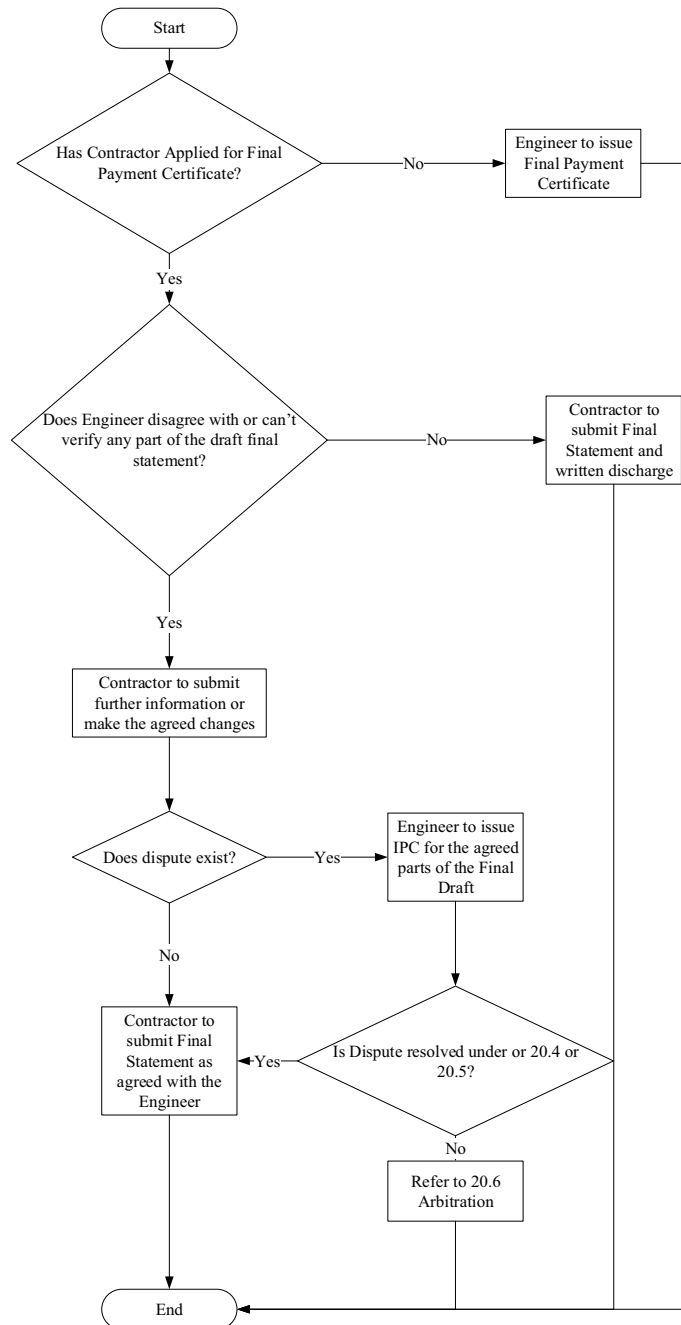 Start
Has Contractor Applied for Final
Payment Certificate?
No
Engineer to issue
Final Payment
Certificate
Yes
Does Engineer disagree with or can't
verify any part of the draft final
statement?
No
Contractor to
submit Final
Statement and
written discharge
Yes
Contractor to submit
further information or
make the agreed changes
Does dispute exist?
Yes
Engineer to issue
IPC for the agreed
parts of the Final
Draft
No
Contractor to
submit Final
Statement as
agreed with the
Engineer
Yes
Is Dispute resolved under or 20.4 or
20.5?
No
Refer to 20.6
Arbitration
End